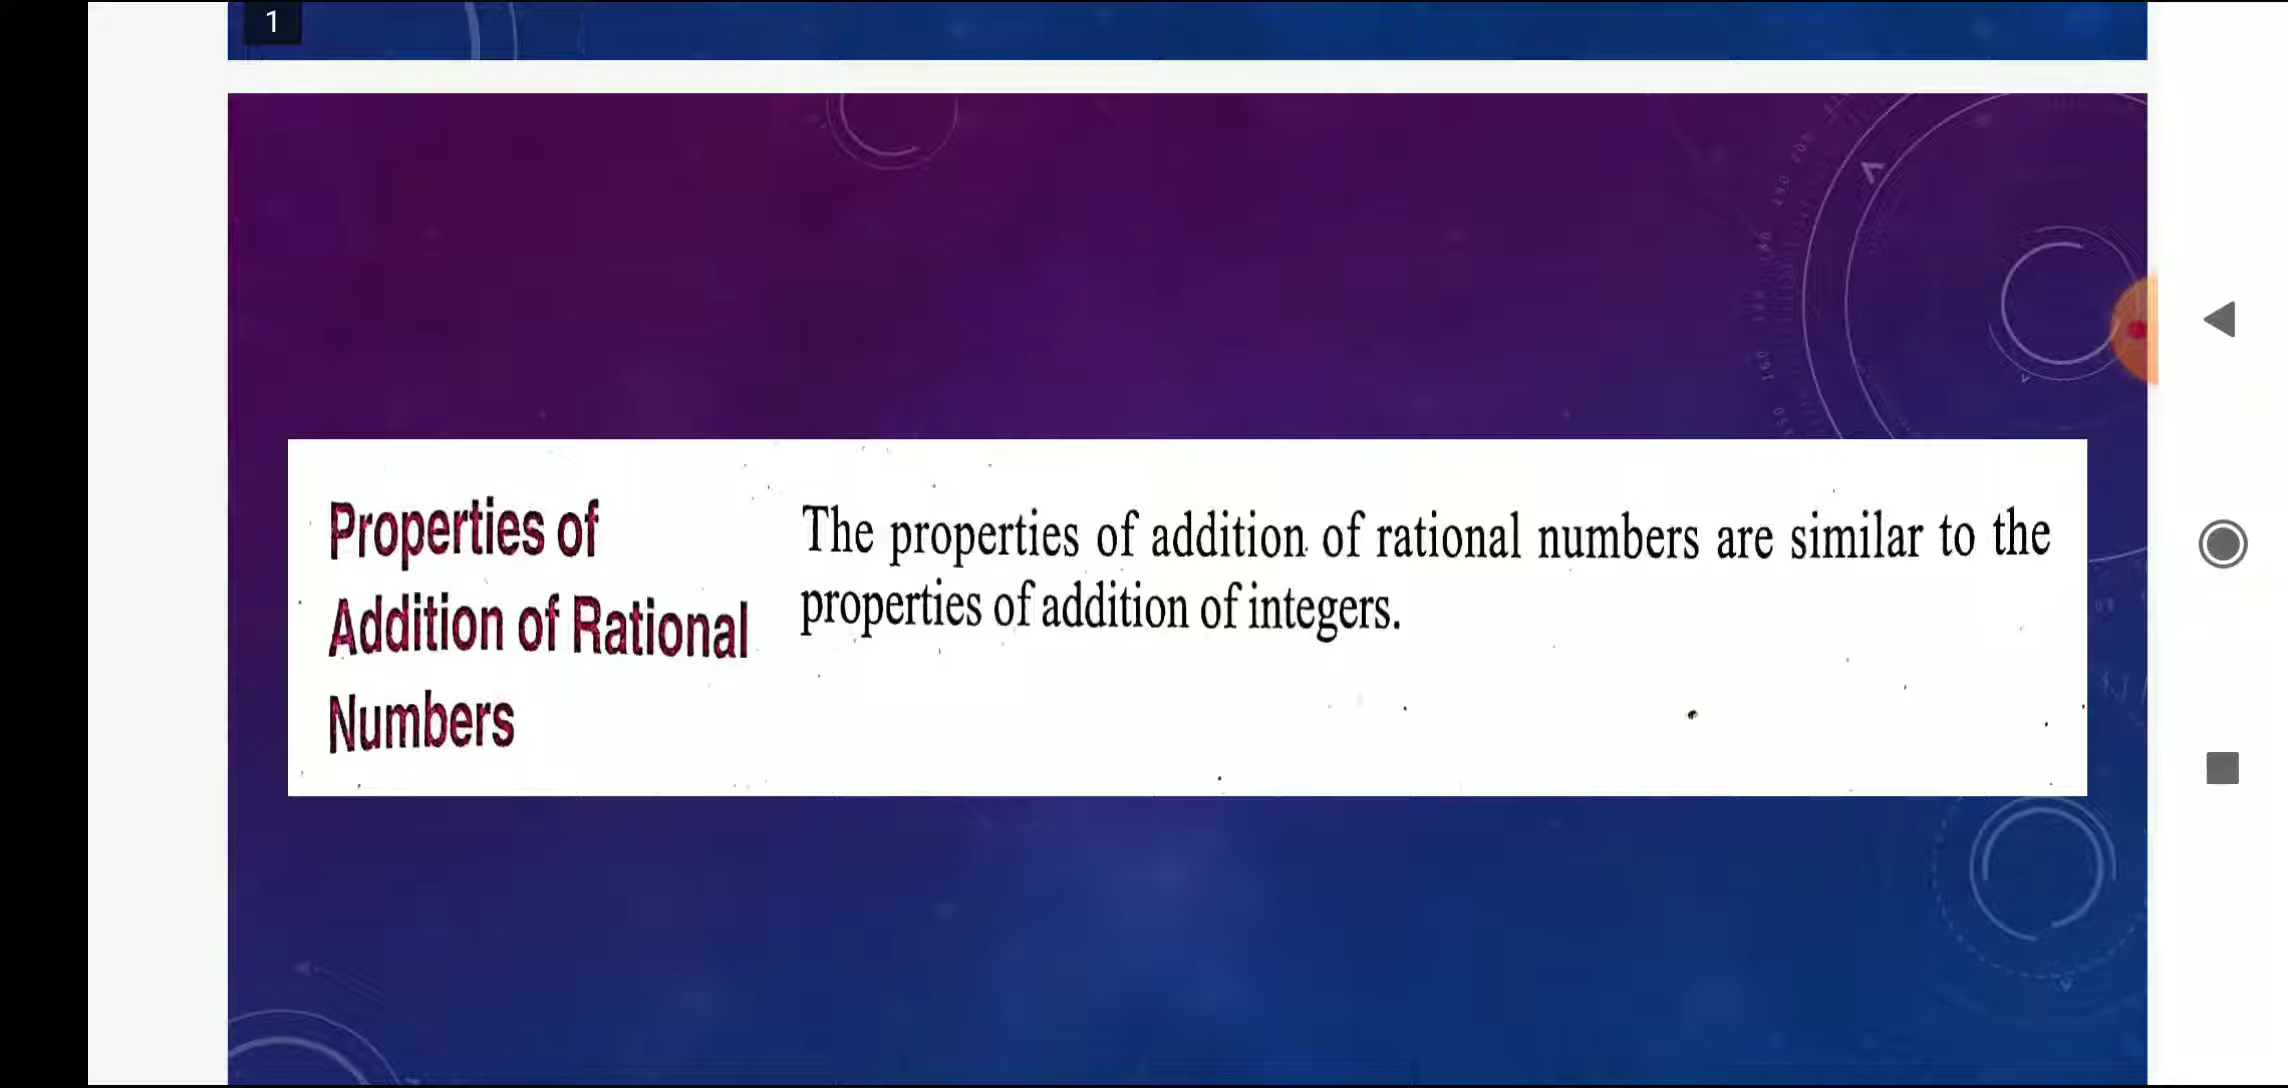 1
Properties of
Addition of Rational
Numbers
The properties of addition of rational numbers are similar to the
properties of addition of integers.